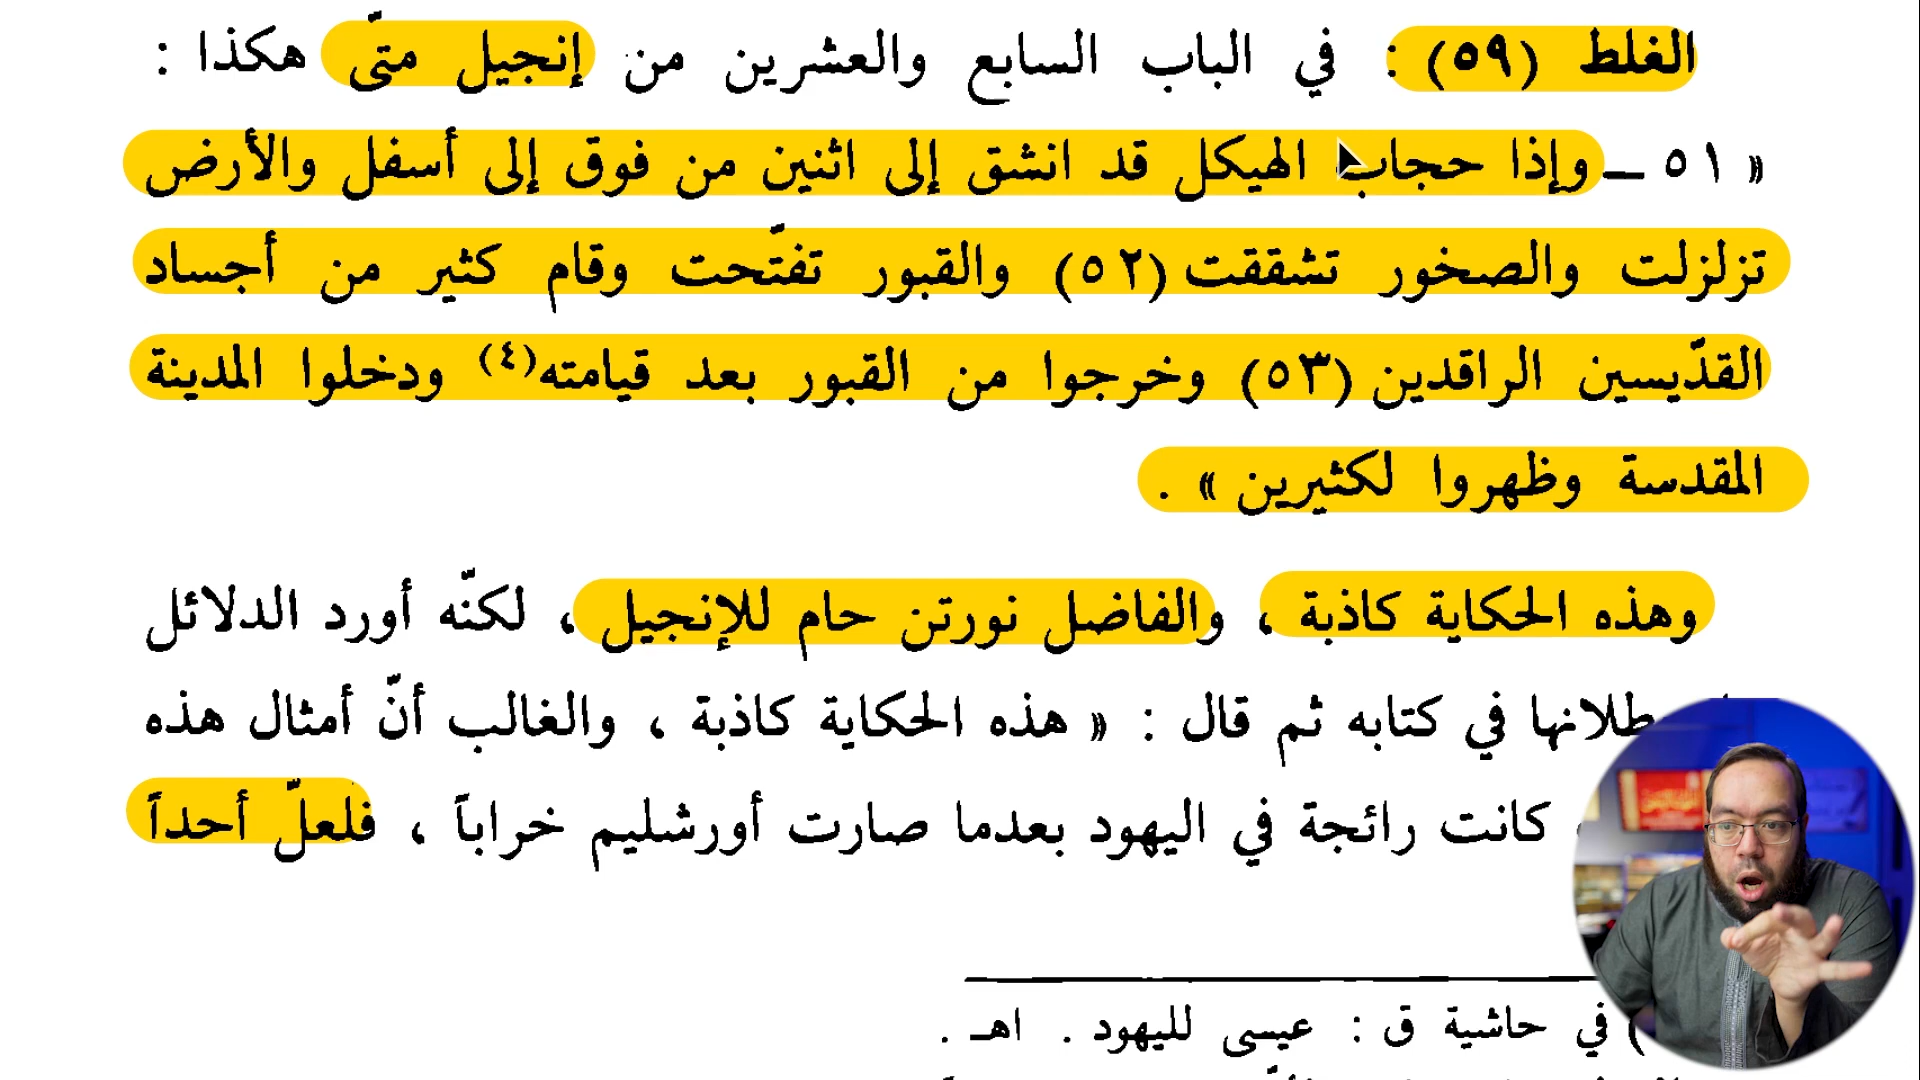 الغلط (٥٩) : في الباب السابع والعشرين من إنجيل متّى هكذا :
« ٥١ ــ وإذا حجاب الهيكل قد انشق إلى اثنين من فوق إلى أسفل والأرض
تزلزلت والصخور تشققت (٥٢) والقبور تفتّحت وقام كثير من أجساد
القدّيسين الراقدين (٥٣) وخرجوا من القبور بعد قيامته(٤) ودخلوا المدينة
المقدسة وظهروا لكثيرين » .
وهذه الحكاية كاذبة ، والفاضل نورتن حام للإنجيل ، لكنّه أورد الدلائل
في كتابه ثم قال : « هذه الحكاية كاذبة ، والغالب أنّ أمثال هذه
كانت رائجة في اليهود بعدما صارت أورشليم خراباً ، فلعلّ أحداً
) في حاشية ق : عيسى لليهود . اهـ .